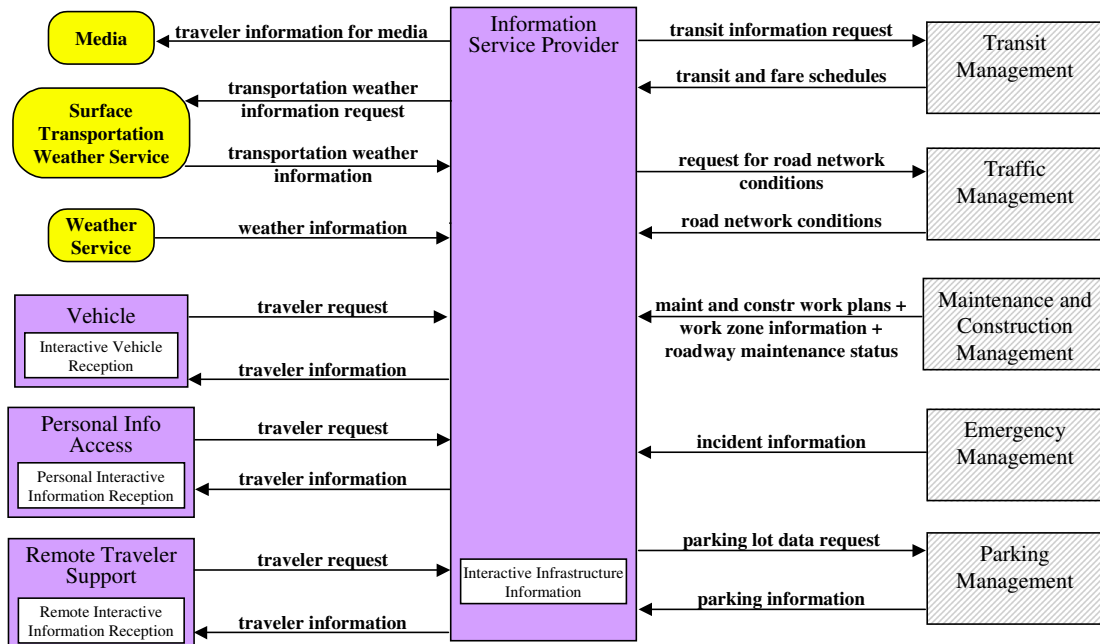 Media
traveler information for media
Information
Service Provider
transit information request
Transit
Management
transit and fare schedules
Surface
Transportation
Weather Service
transportation weather
information request
transportation weather
information
request for road network
conditions
Traffic
Management
road network conditions
Weather
Service
weather information
Vehicle
Interactive Vehicle
Reception
traveler request
traveler information
maint and constr work plans +
work zone information +
roadway maintenance status
Maintenance and
Construction
Management
Personal Info
Access
Personal Interactive
Information Reception
traveler request
traveler information
incident information
Emergency
Management
Remote Traveler
Support
Remote Interactive
Information Reception
traveler request
traveler information
Interactive Infrastructure
Information
parking lot data request
parking information
Parking
Management